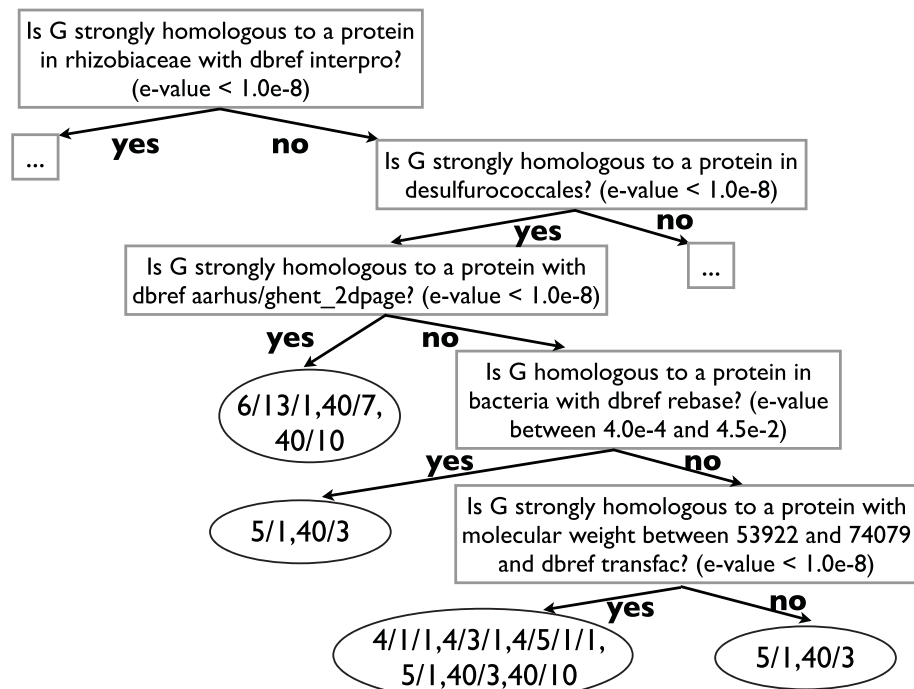 Is G strongly homologous to a protein
in rhizobiaceae with dbref interpro?
(e-value < 1.0e-8)
yes
no
...
Is G strongly homologous to a protein in
desulfurococcales? (e-value < 1.0e-8)
yes
no
...
Is G strongly homologous to a protein with
dbref aarhus/ghent_2dpage? (e-value < 1.0e-8)
yes
no
6/13/1,40/7,
40/10
Is G homologous to a protein in
bacteria with dbref rebase? (e-value
between 4.0e-4 and 4.5e-2)
yes
no
5/1,40/3
Is G strongly homologous to a protein with
molecular weight between 53922 and 74079
and dbref transfac? (e-value < 1.0e-8)
yes
no
4/1/1,4/3/1,4/5/1/1,
5/1,40/3,40/10
5/1,40/3